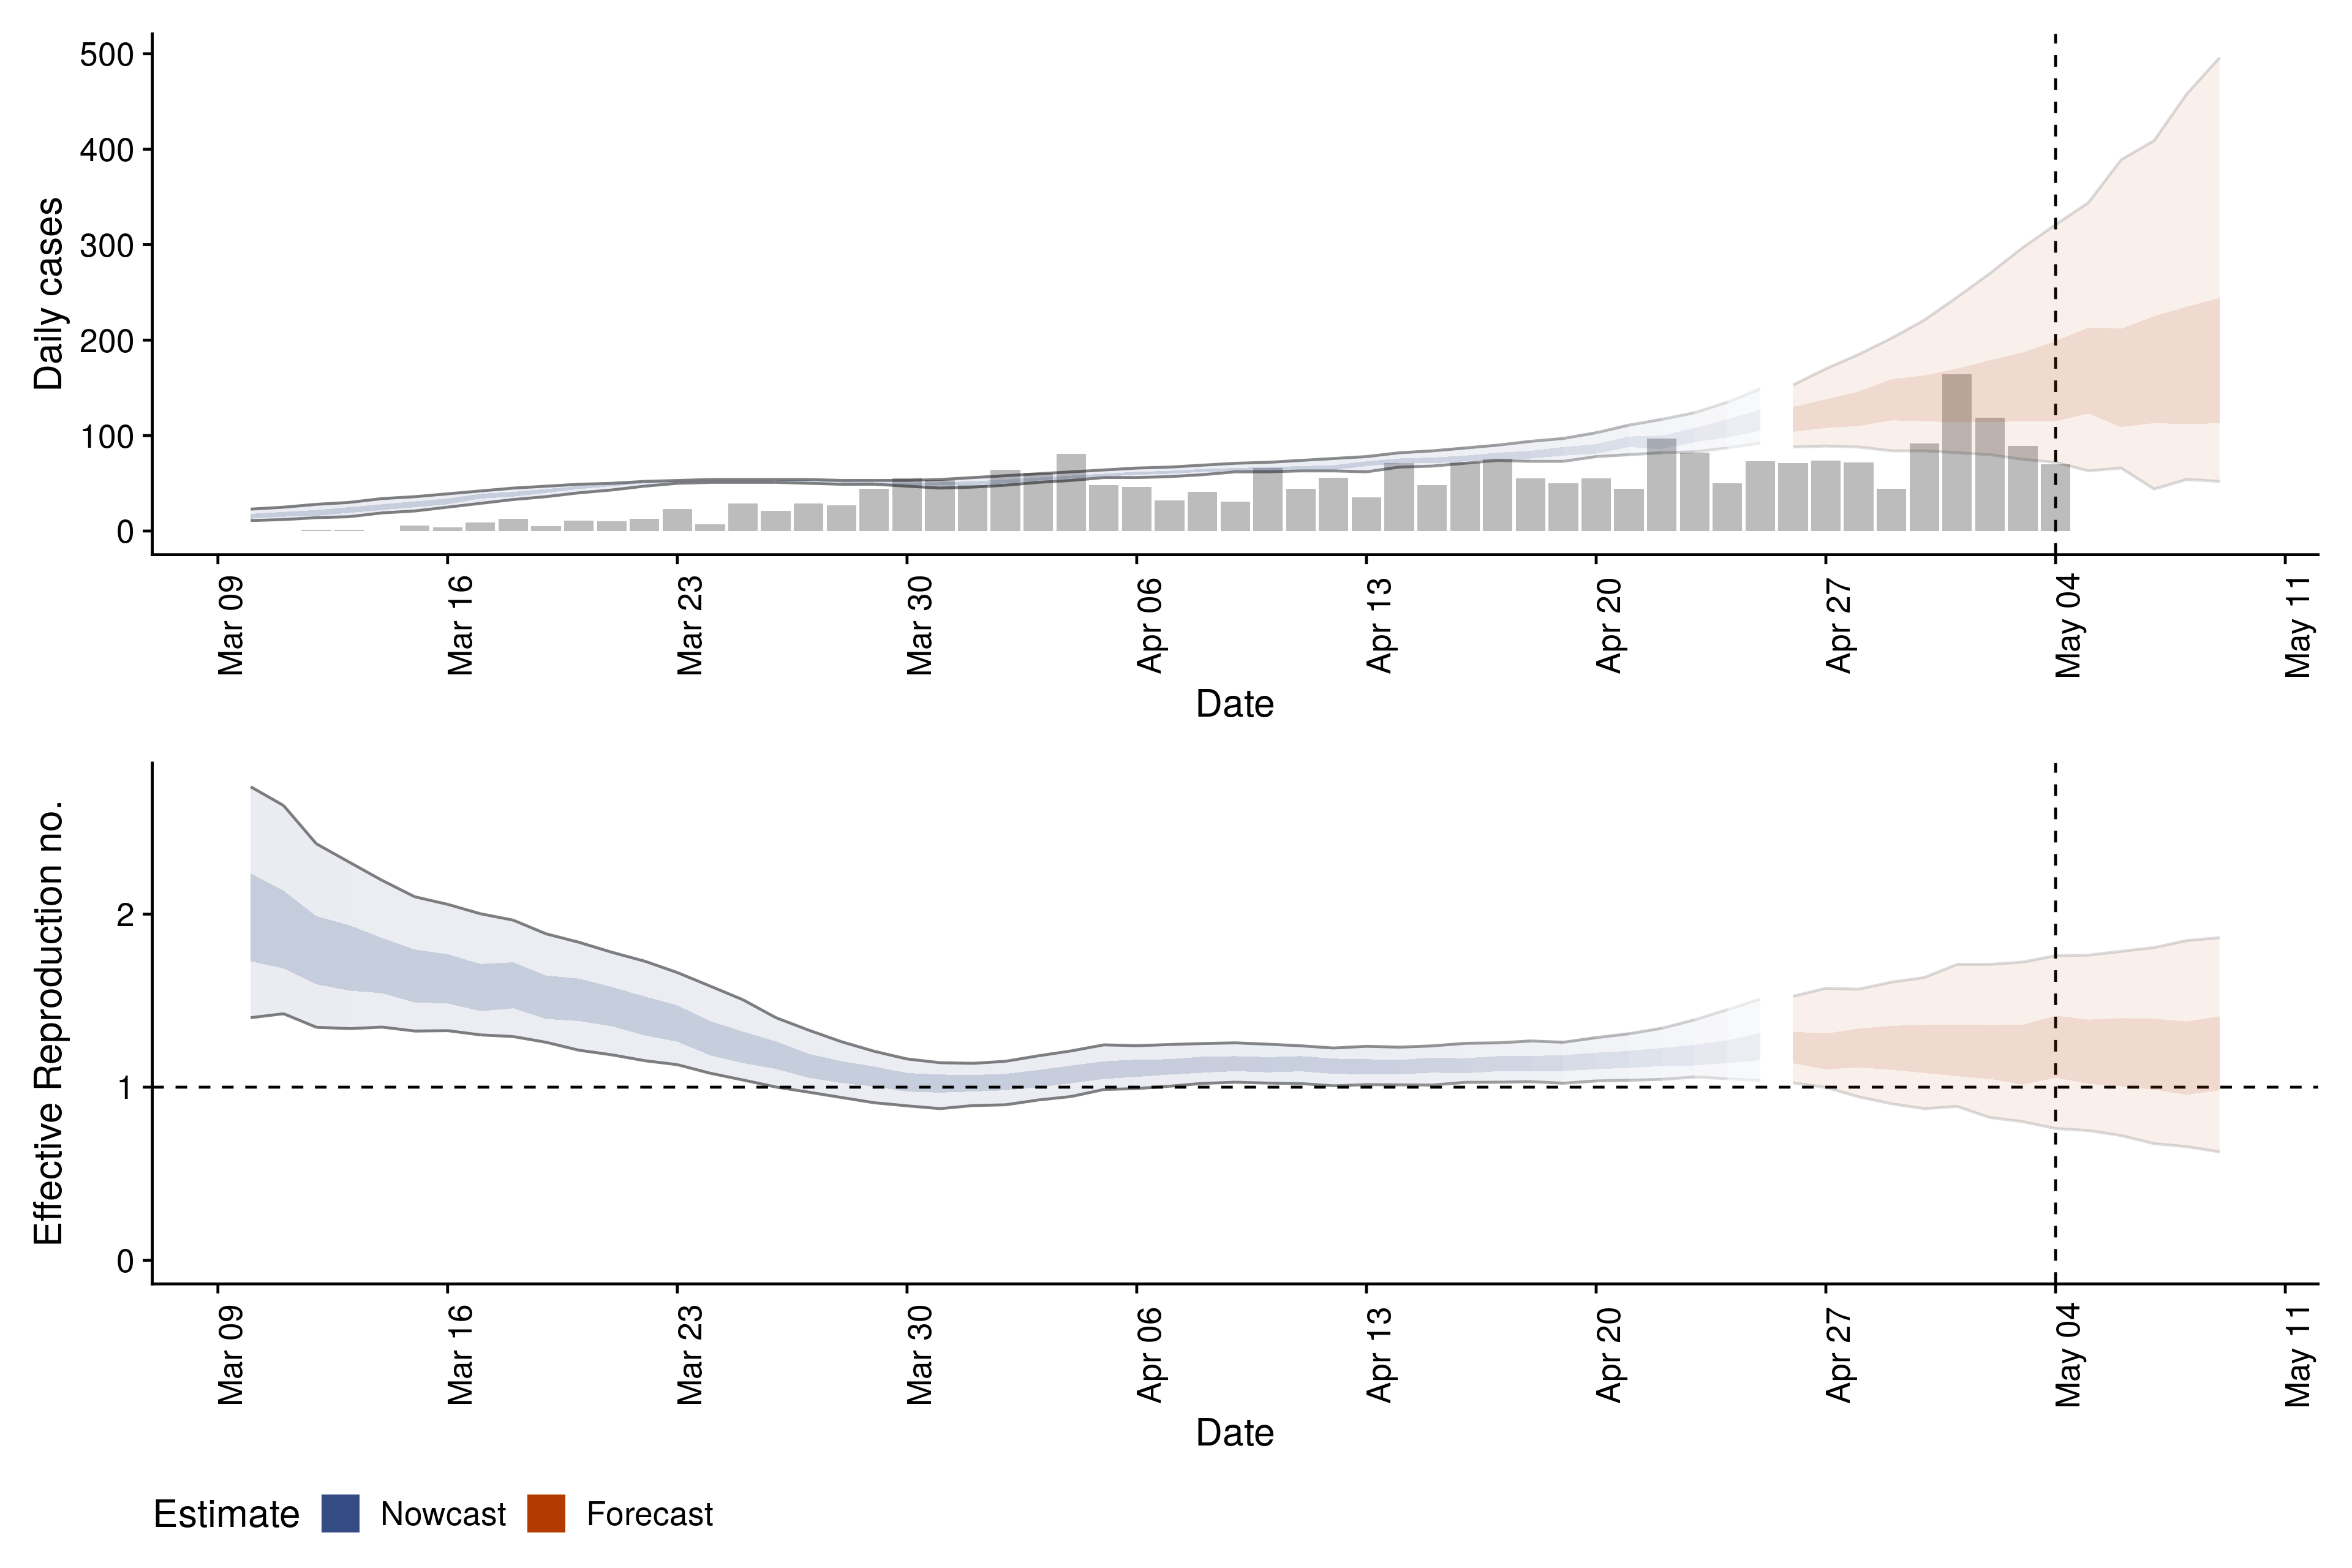 500
400
300
200
100
0
Daily cases
Mar 09 Mar 16 Mar 23 Mar 30 Apr 06 Apr 13 Apr 20 Apr 27 May 04 May 11
Date
2
1
0
Effective Reproduction no.
Mar 09 Mar 16 Mar 23 Mar 30 Apr 06 Apr 13 Apr 20 Apr 27 May 04 May 11
Date
Estimate Nowcast Forecast